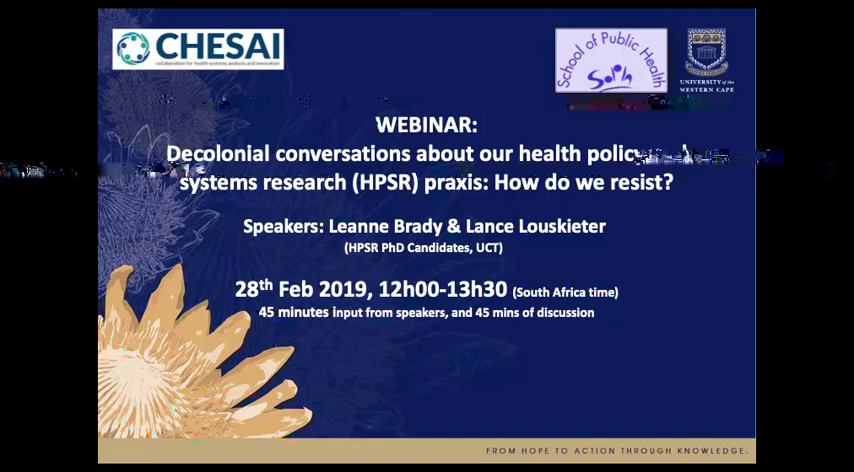 CHESAI
collaboration for health systems analysis and innovation
School of Public Health
SoPH
UNIVERSITY of the
WESTERN CAPE
WEBINAR:
Decolonial conversations about our health policy
systems research (HPSR) praxis: How do we resist?
Speakers: Leanne Brady & Lance Louskieter
(HPSR PhD Candidates, UCT)
28th Feb 2019, 12h00-13h30 (South Africa time)
45 minutes input from speakers, and 45 mins of discussion
FROM HOPE TO ACTION THROUGH KNOWLEDGE.